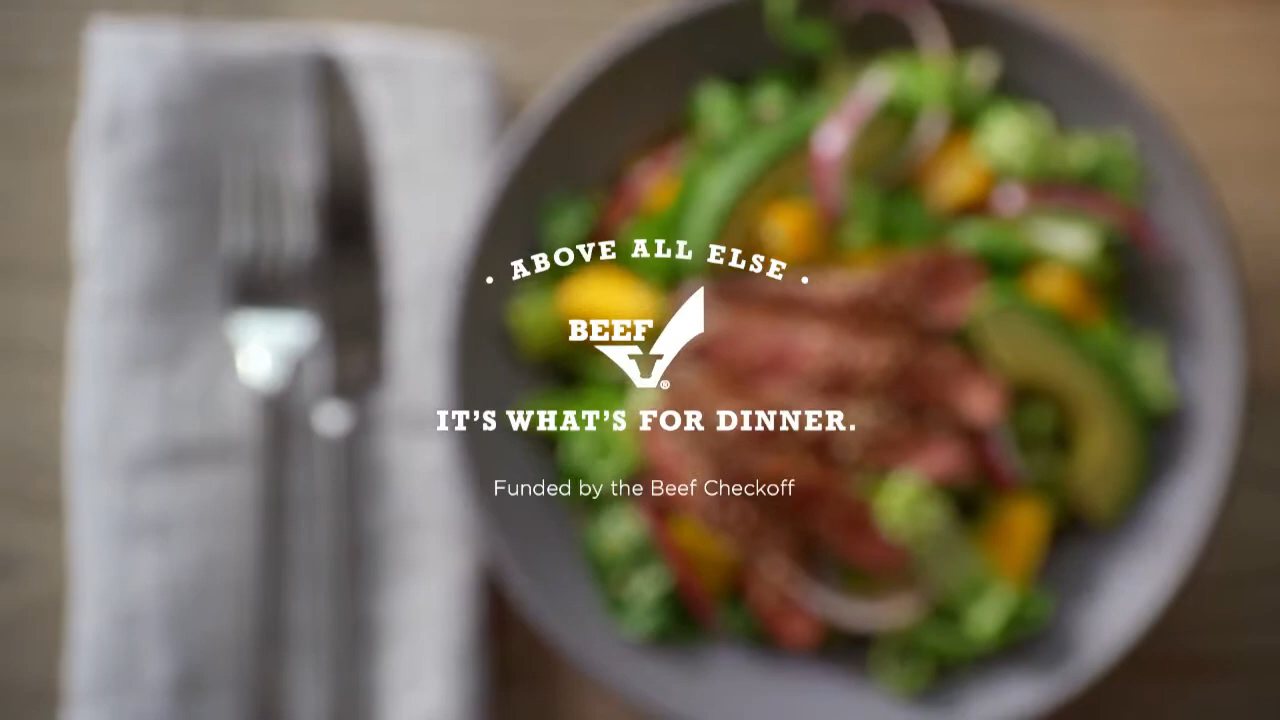 • ABOVE ALL ELSE •
BEEF
®
IT'S WHAT'S FOR DINNER.
Funded by the Beef Checkoff